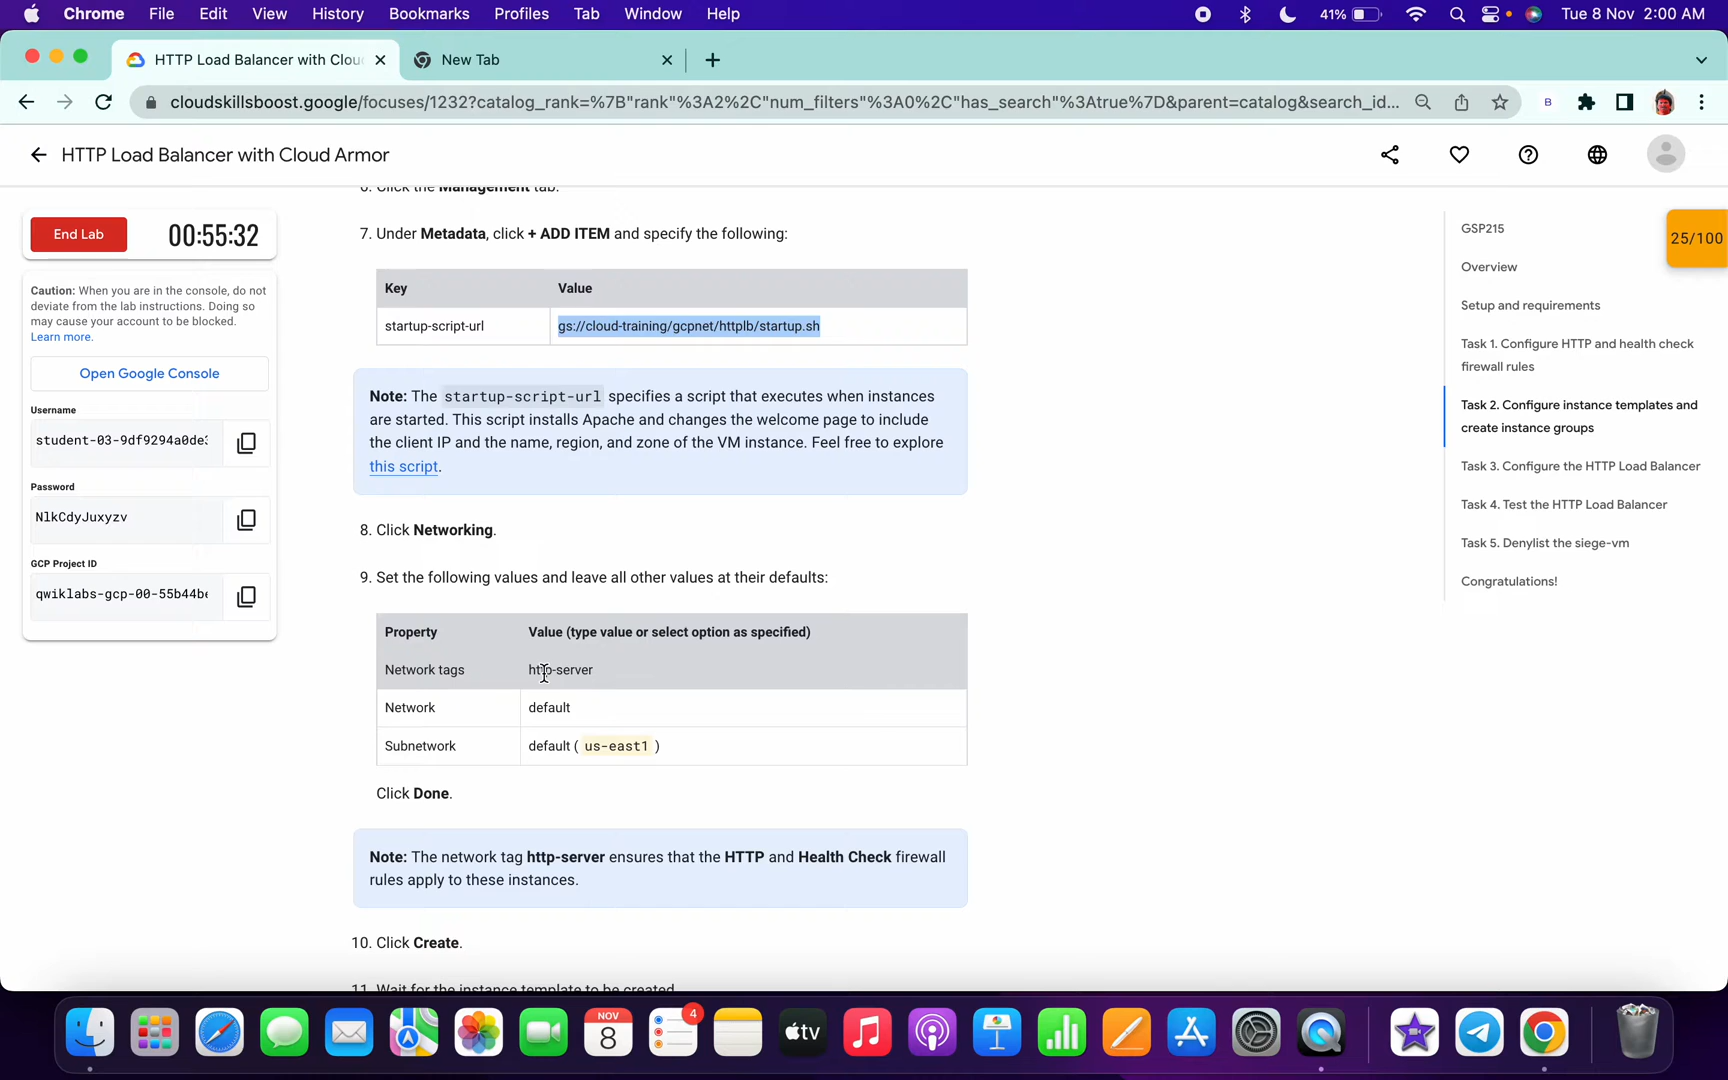 Chrome File Edit View History Bookmarks Profiles Tab Window Help 41% Tue 8 Nov 2:00 AM
HTTP Load Balancer with Clou New Tab
cloudskillsboost.google/focuses/1232?catalog_rank=%7B"rank"%3A2%2C"num_filters"%3A0%2C"has_search"%3Atrue%7D&parent=catalog&search_id... B
HTTP Load Balancer with Cloud Armor
6. Click the Management tab.
End Lab 00:55:32
7. Under Metadata, click + ADD ITEM and specify the following:
Key Value
startup-script-url gs://cloud-training/gcpnet/httplb/startup.sh
Note: The startup-script-url specifies a script that executes when instances
are started. This script installs Apache and changes the welcome page to include
the client IP and the name, region, and zone of the VM instance. Feel free to explore
this script.
8. Click Networking.
9. Set the following values and leave all other values at their defaults:
Property Value (type value or select option as specified)
Network tags http-server
Network default
Subnetwork default ( us-east1 )
Click Done.
Note: The network tag http-server ensures that the HTTP and Health Check firewall
rules apply to these instances.
10. Click Create.
11. Wait for the instance template to be created.
Caution: When you are in the console, do not
deviate from the lab instructions. Doing so
may cause your account to be blocked.
Learn more.
Open Google Console
Username
student-03-9df9294a0de3
Password
NlkCdyJuxyzv
GCP Project ID
qwiklabs-gcp-00-55b44be
GSP215
25/100
Overview
Setup and requirements
Task 1. Configure HTTP and health check
firewall rules
Task 2. Configure instance templates and
create instance groups
Task 3. Configure the HTTP Load Balancer
Task 4. Test the HTTP Load Balancer
Task 5. Denylist the siege-vm
Congratulations!
NOV
8
4
tv